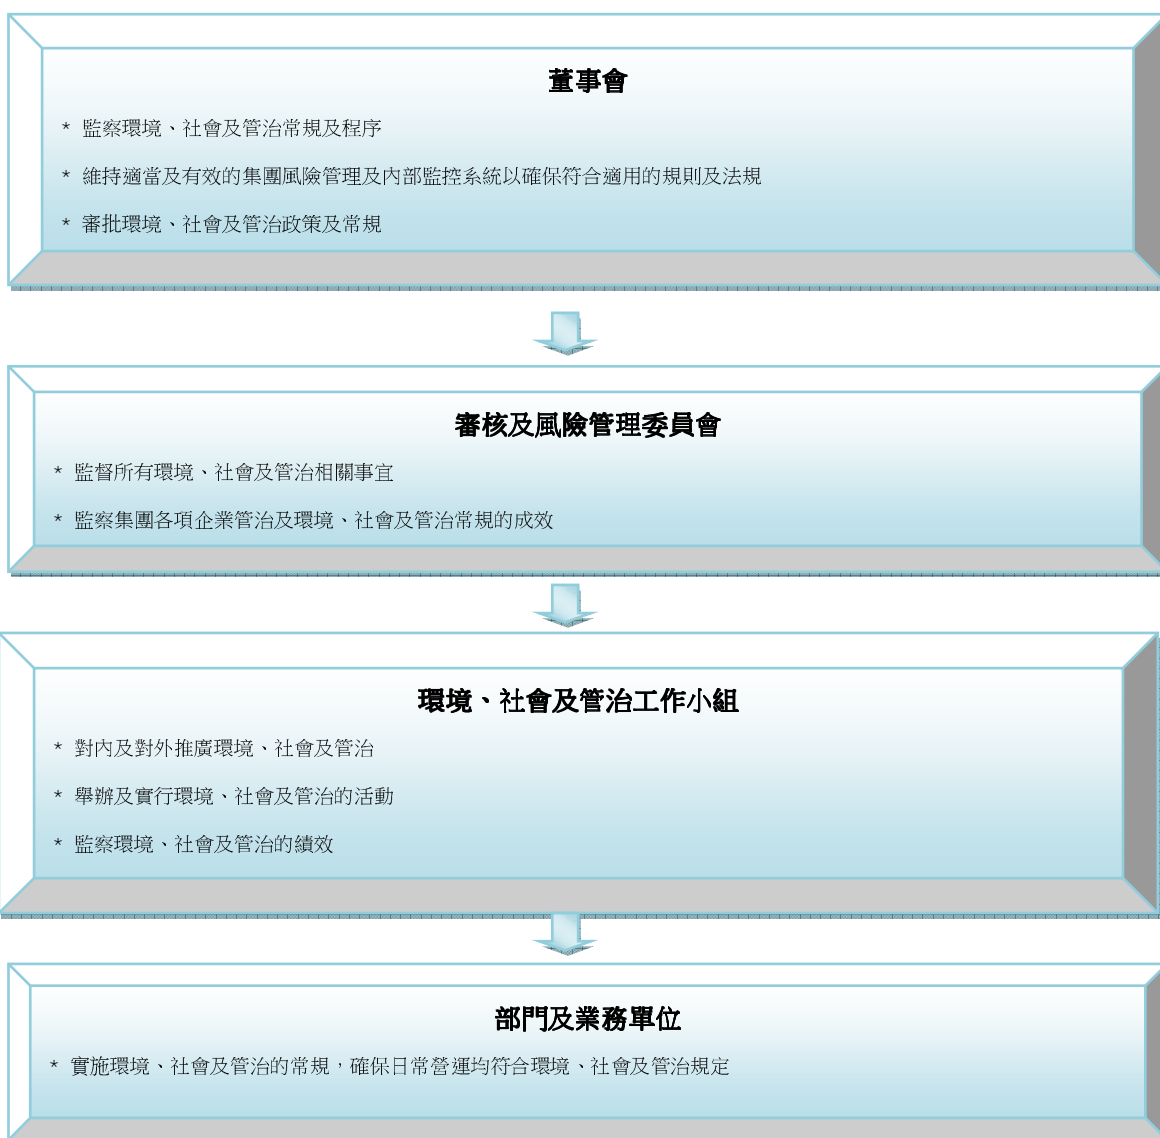 董事會
* 監察環境、社會及管治常規及程序
* 維持適當及有效的集團風險管理及內部監控系統以確保符合適用的規則及法規
* 審批環境、社會及管治政策及常規
審核及風險管理委員會
* 監督所有環境、社會及管治相關事宜
* 監察集團各項企業管治及環境、社會及管治常規的成效
環境、社會及管治工作小組
* 對內及對外推廣環境、社會及管治
* 舉辦及實行環境、社會及管治的活動
* 監察環境、社會及管治的績效
部門及業務單位
* 實施環境、社會及管治的常規，確保日常營運均符合環境、社會及管治規定